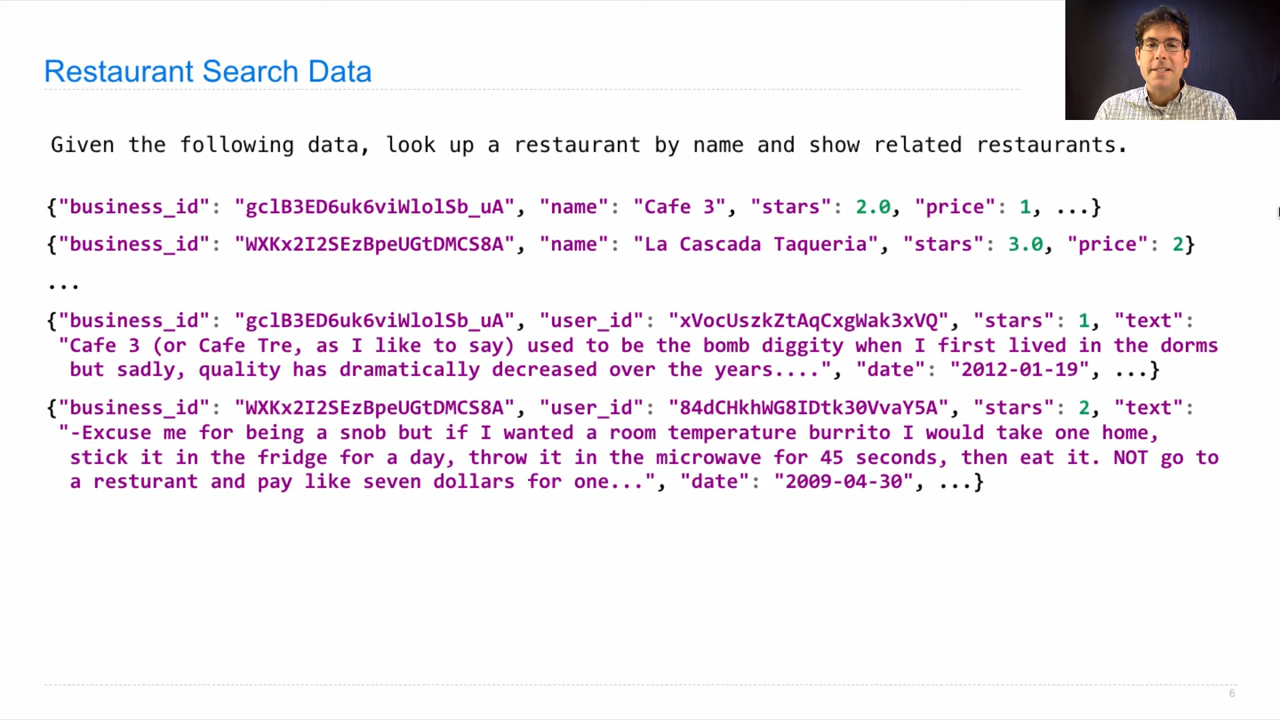 Restaurant Search Data
Given the following data, look up a restaurant by name and show related restaurants.
{"business_id": "gclB3ED6uk6viWlolSb_uA", "name": "Cafe 3", "stars": 2.0, "price": 1, ...}
{"business_id": "WXKx2I2SEzBpeUGtDMCS8A", "name": "La Cascada Taqueria", "stars": 3.0, "price": 2}
...
{"business_id": "gclB3ED6uk6viWlolSb_uA", "user_id": "xVocUszkZtAqCxgWak3xVQ", "stars": 1, "text":
"Cafe 3 (or Cafe Tre, as I like to say) used to be the bomb diggity when I first lived in the dorms
but sadly, quality has dramatically decreased over the years....", "date": "2012-01-19", ...}
{"business_id": "WXKx2I2SEzBpeUGtDMCS8A", "user_id": "84dCHkhWG8IDtk30VvaY5A", "stars": 2, "text":
"-Excuse me for being a snob but if I wanted a room temperature burrito I would take one home,
stick it in the fridge for a day, throw it in the microwave for 45 seconds, then eat it. NOT go to
a resturant and pay like seven dollars for one...", "date": "2009-04-30", ...}
6